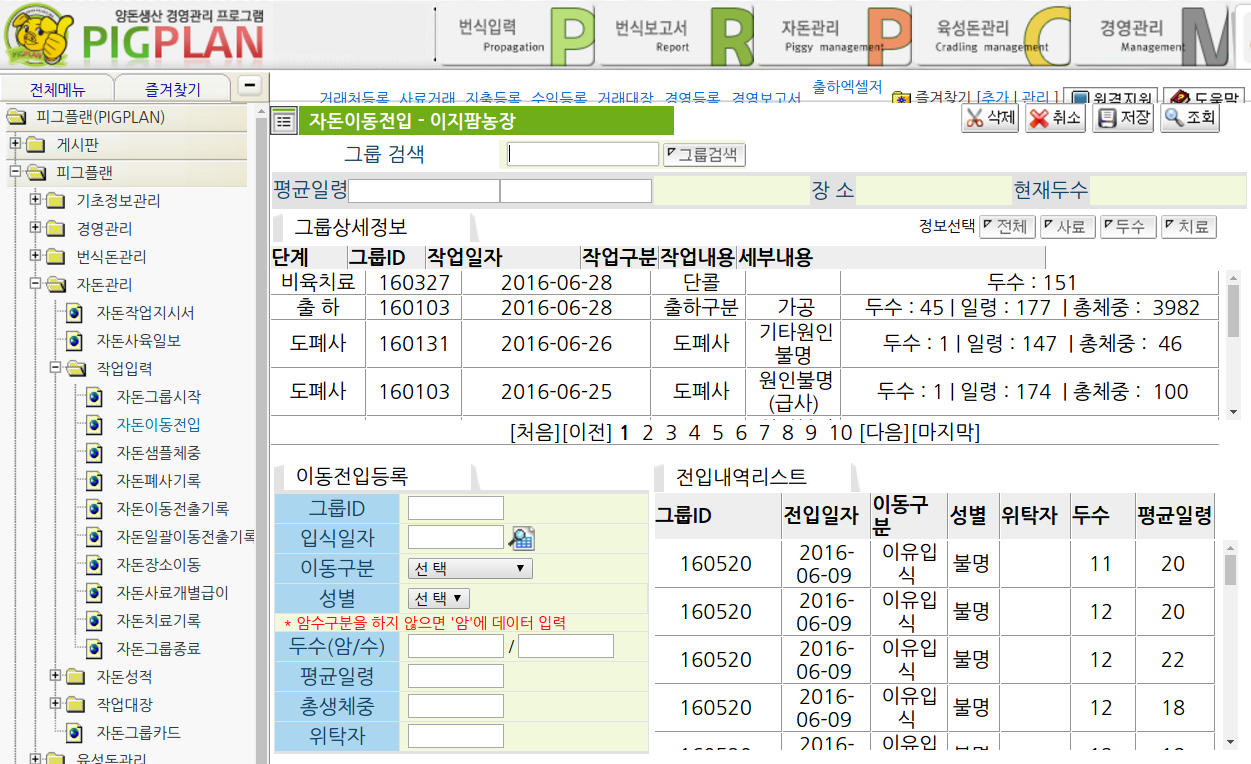 양돈생산 경영관리 프로그램
PIGPLAN
번식입력 Propagation P
번식보고서 Report R
자돈관리 Piggy management P
육성돈관리 Cradling management C
경영관리 Management M
전체메뉴 즐겨찾기
거래처등록 사료거래 지출등록 수익등록 거래대장 경영등록 경영보고서 출하엑셀저
즐겨찾기 [추가 | 관리 ] 원격지원 도움말
피그플랜(PIGPLAN)
게시판
피그플랜
기초정보관리
경영관리
번식돈관리
자돈관리
자돈작업지시서
자돈사육일보
작업입력
자돈그룹시작
자돈이동전입
자돈샘플체중
자돈폐사기록
자돈이동전출기록
자돈일괄이동전출기록
자돈장소이동
자돈사료개별급이
자돈치료기록
자돈그룹종료
자돈성적
작업대장
자돈그룹카드
육성돈관리
자돈이동전입 - 이지팜농장
삭제 취소 저장 조회
그룹 검색 그룹검색
평균일령 장 소 현재두수
그룹상세정보
정보선택 전체 사료 두수 치료
단계 그룹ID 작업일자 작업구분 작업내용 세부내용
비육치료 160327 2016-06-28 단콜 두수 : 151
출 하 160103 2016-06-28 출하구분 가공 두수 : 45 | 일령 : 177 | 총체중 : 3982
도폐사 160131 2016-06-26 도폐사 기타원인불명 두수 : 1 | 일령 : 147 | 총체중 : 46
도폐사 160103 2016-06-25 도폐사 원인불명(급사) 두수 : 1 | 일령 : 174 | 총체중 : 100
[처음][이전] 1 2 3 4 5 6 7 8 9 10 [다음][마지막]
이동전입등록
그룹ID
입식일자
이동구분 선 택
성별 선 택
* 암수구분을 하지 않으면 '암'에 데이터 입력
두수(암/수) /
평균일령
총생체중
위탁자
전입내역리스트
그룹ID 전입일자 이동구분 성별 위탁자 두수 평균일령
160520 2016-06-09 이유입식 불명 11 20
160520 2016-06-09 이유입식 불명 12 20
160520 2016-06-09 이유입식 불명 12 22
160520 2016-06-09 이유입식 불명 12 18
2016- 이유입